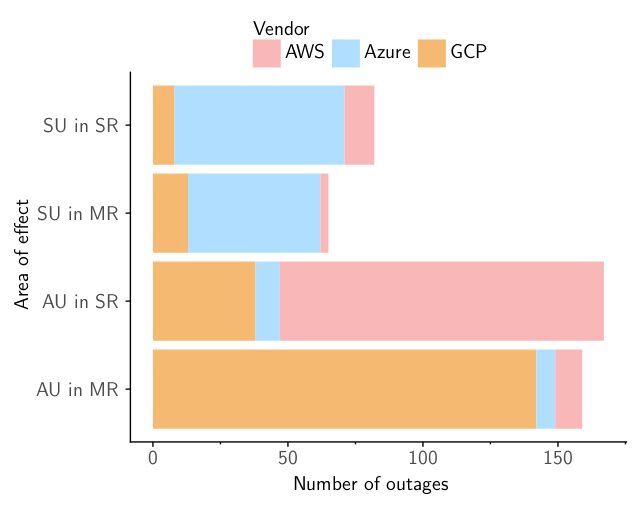 Vendor
AWS Azure GCP
SU in SR
SU in MR
AU in SR
AU in MR
Area of effect
0 50 100 150
Number of outages